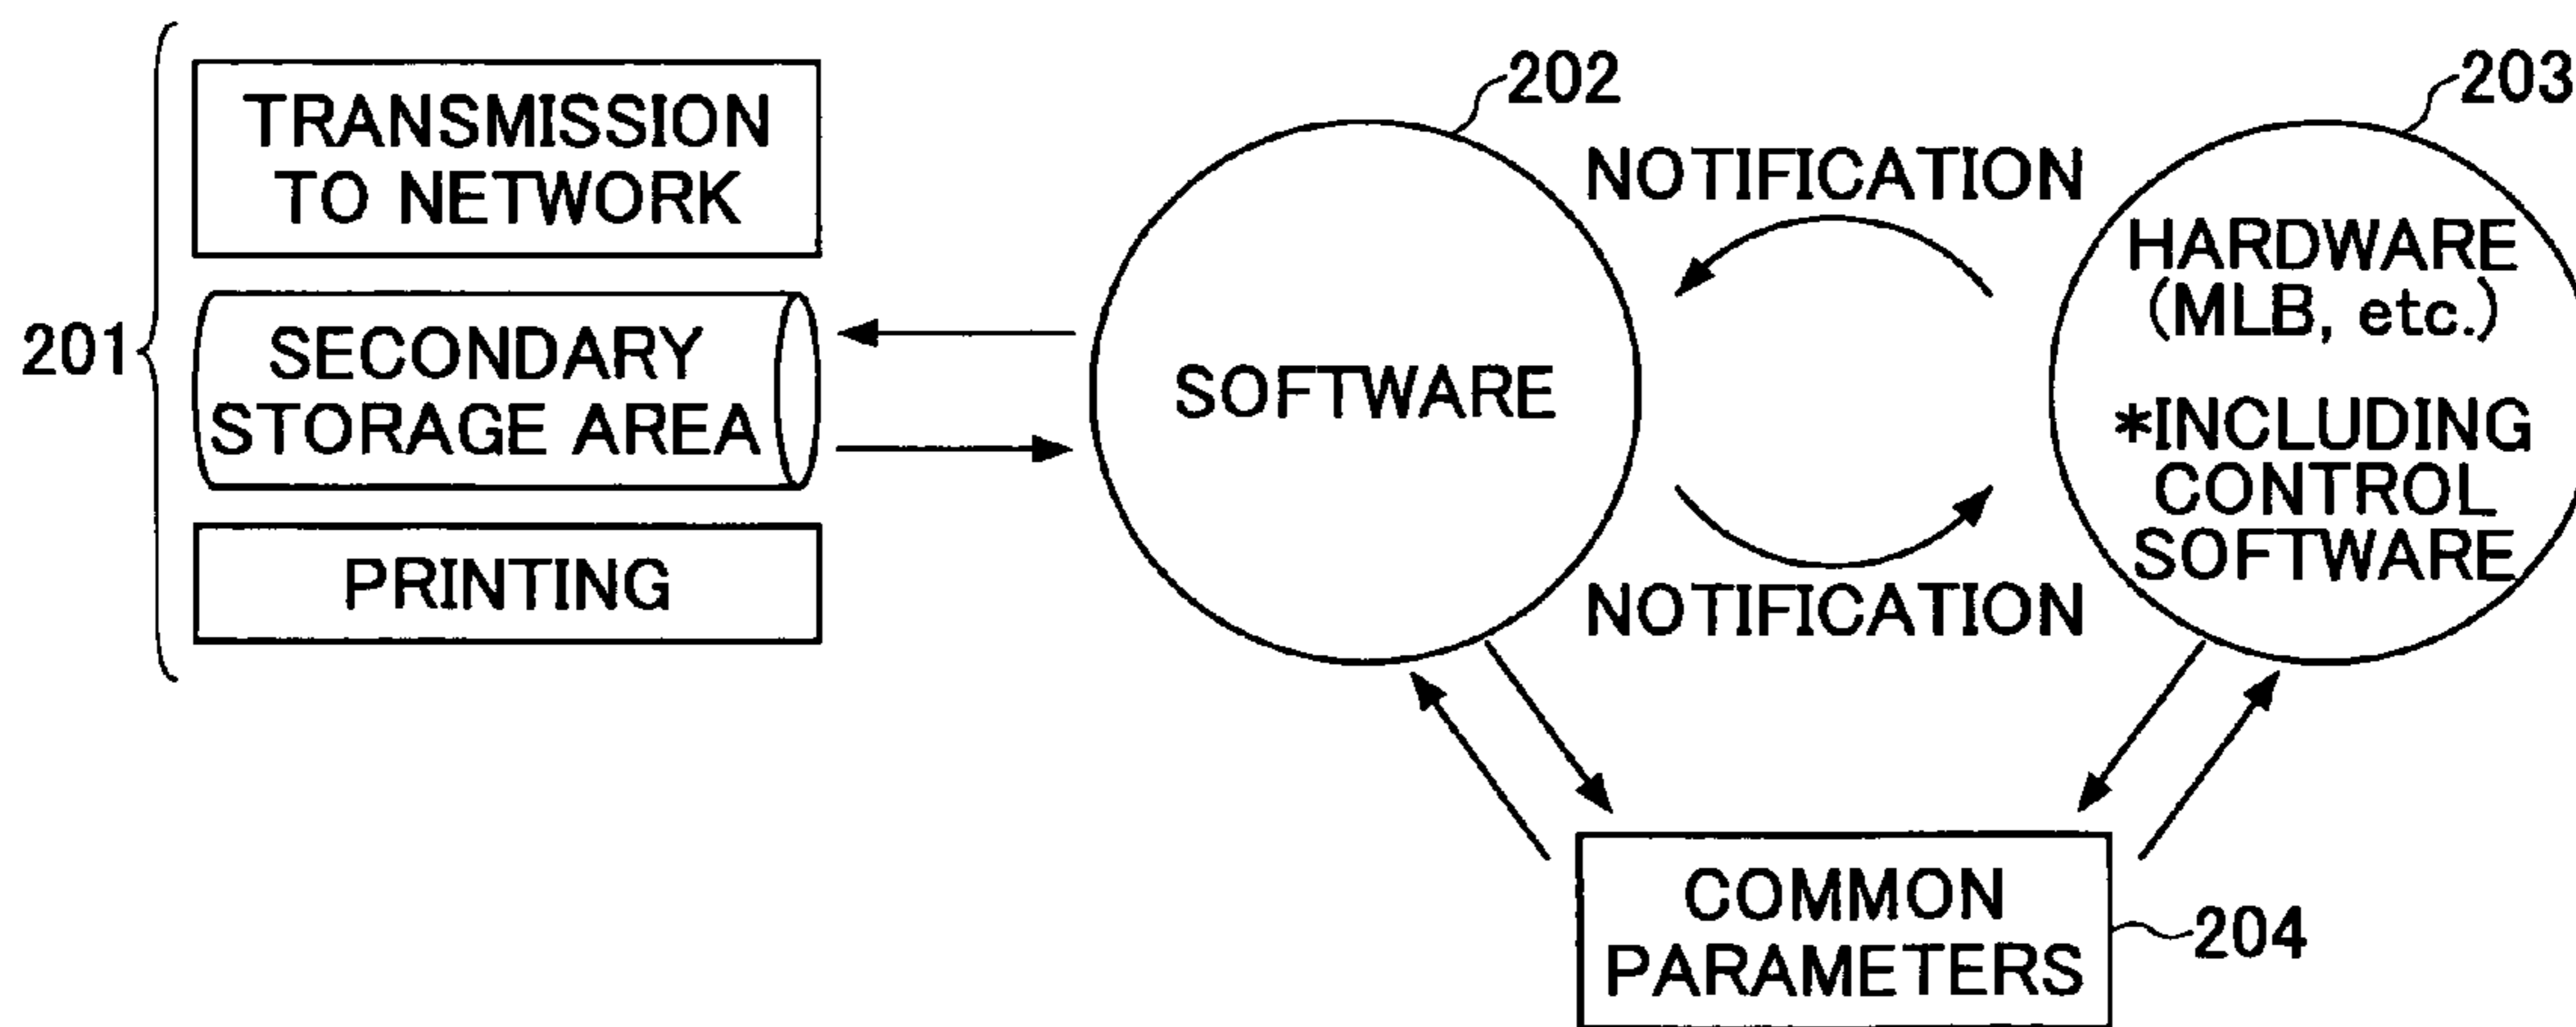 201
TRANSMISSION
TO NETWORK
SECONDARY
STORAGE AREA
PRINTING
202
SOFTWARE
NOTIFICATION
NOTIFICATION
203
HARDWARE
(MLB, etc.)
*INCLUDING
CONTROL
SOFTWARE
COMMON
PARAMETERS
204